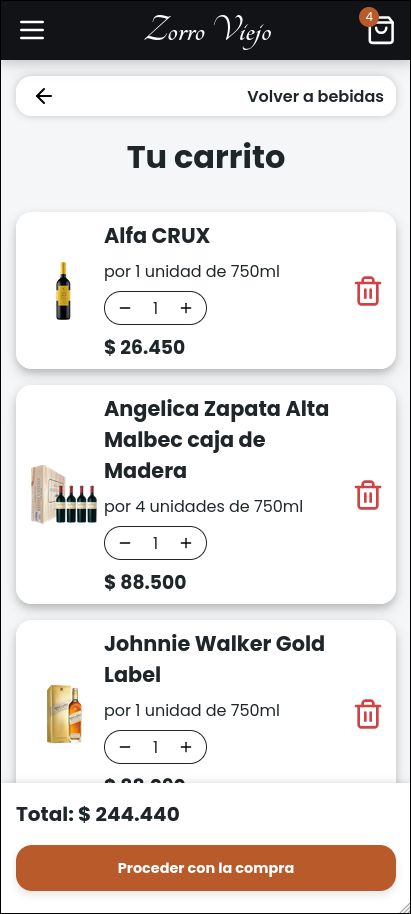 Zorro Viejo
4
Volver a bebidas
Tu carrito
Alfa CRUX
por 1 unidad de 750ml
− 1 +
$ 26.450
Angelica Zapata Alta
Malbec caja de
Madera
por 4 unidades de 750ml
− 1 +
$ 88.500
Johnnie Walker Gold
Label
por 1 unidad de 750ml
− 1 +
Total: $ 244.440
Proceder con la compra